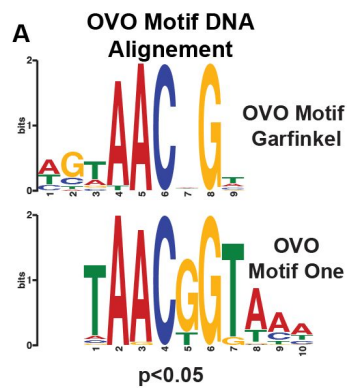 A
OVO Motif DNA
Alignement
2
1
0
bits
1 2 3 4 5 6 7 8 9
OVO Motif
Garfinkel
2
1
0
bits
1 2 3 4 5 6 7 8 9 10
OVO
Motif One
p<0.05